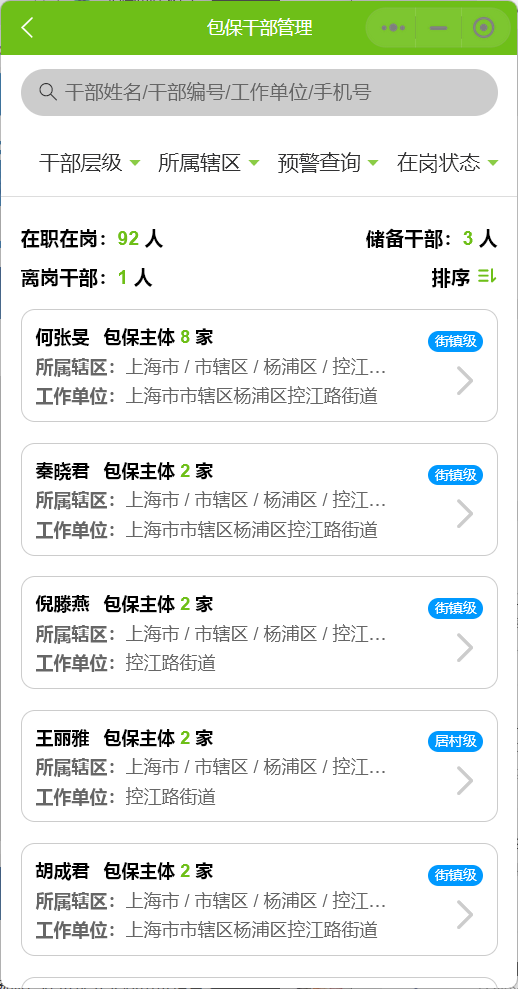 包保干部管理
干部姓名/干部编号/工作单位/手机号
干部层级 所属辖区 预警查询 在岗状态
在职在岗：92 人 储备干部：3 人
离岗干部：1 人 排序
何张旻 包保主体 8 家 街镇级
所属辖区：上海市 / 市辖区 / 杨浦区 / 控江...
工作单位：上海市市辖区杨浦区控江路街道
秦晓君 包保主体 2 家 街镇级
所属辖区：上海市 / 市辖区 / 杨浦区 / 控江...
工作单位：上海市市辖区杨浦区控江路街道
倪滕燕 包保主体 2 家 街镇级
所属辖区：上海市 / 市辖区 / 杨浦区 / 控江...
工作单位：控江路街道
王丽雅 包保主体 2 家 居村级
所属辖区：上海市 / 市辖区 / 杨浦区 / 控江...
工作单位：控江路街道
胡成君 包保主体 2 家 街镇级
所属辖区：上海市 / 市辖区 / 杨浦区 / 控江...
工作单位：上海市市辖区杨浦区控江路街道